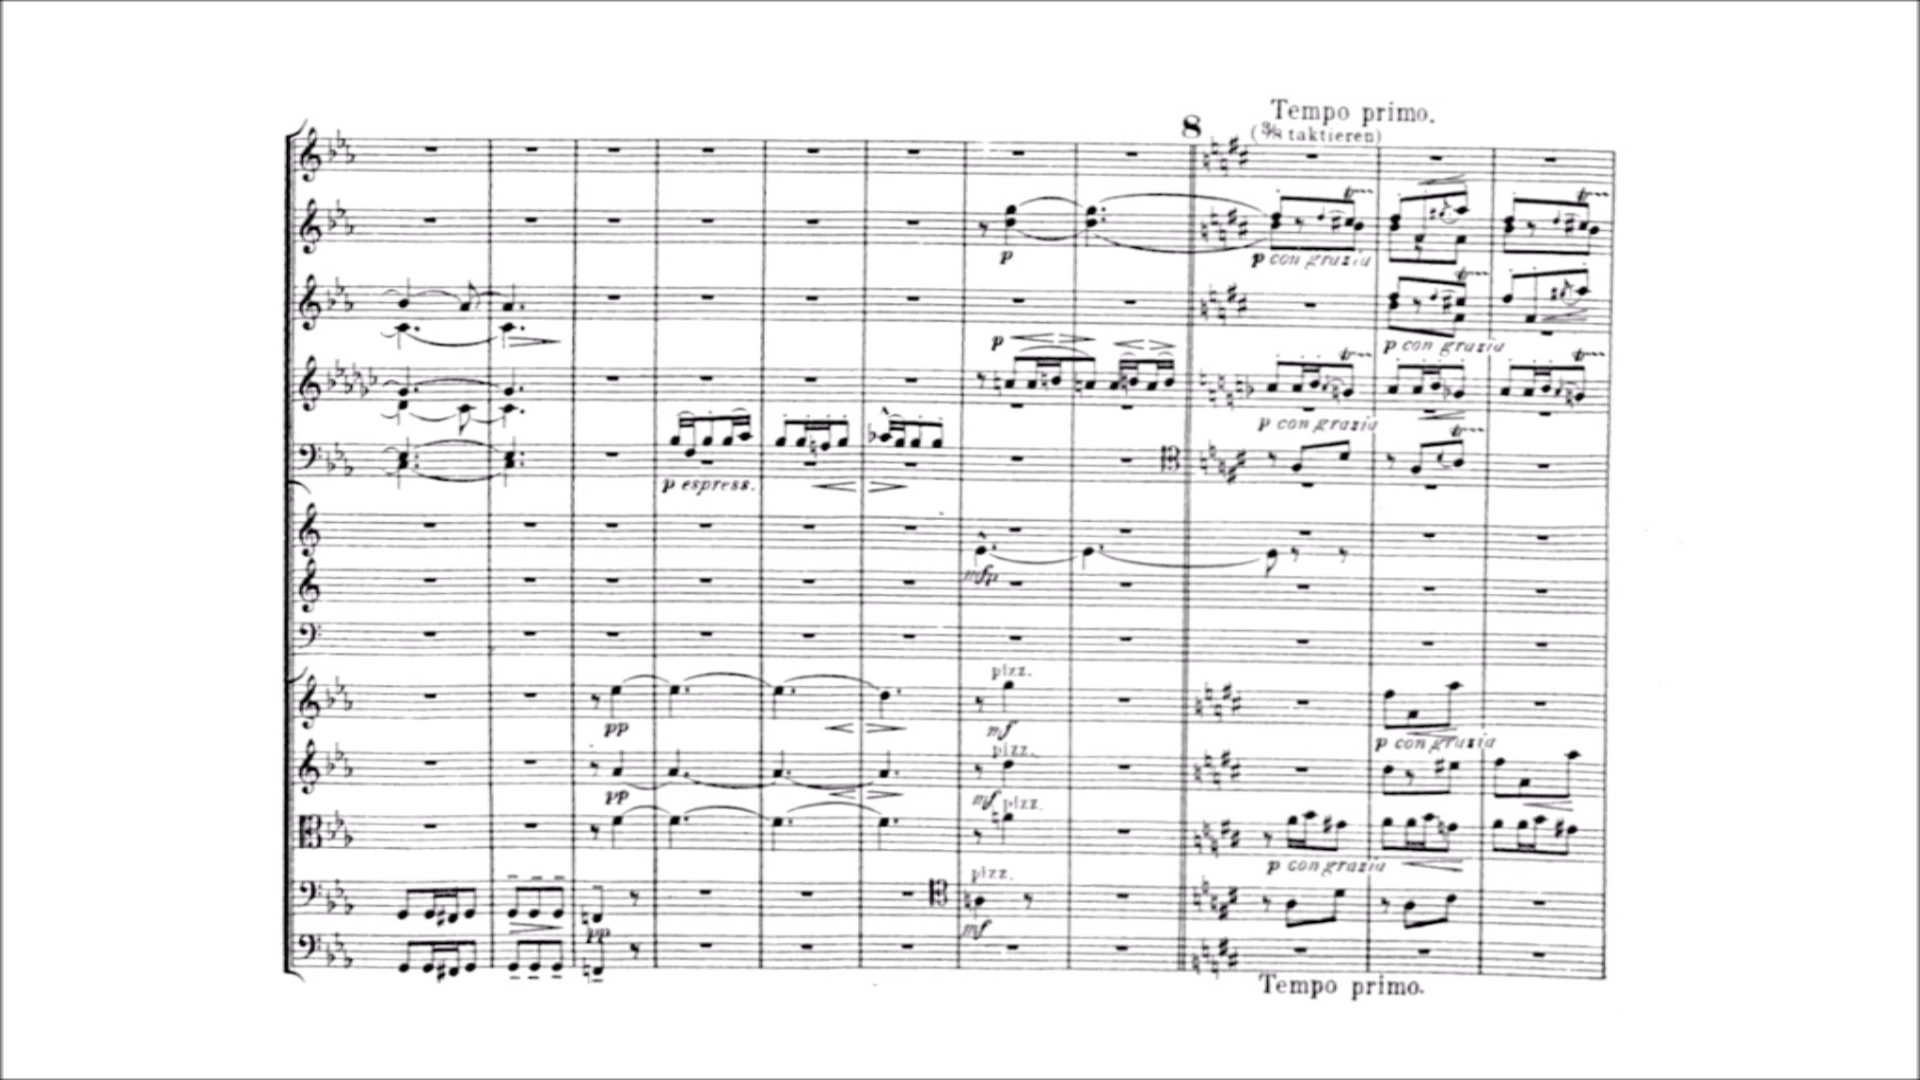 8
Tempo primo.
(3/4 taktieren)
p
p con grazia
p
p con grazia
p con grazia
p espress.
mfp
pizz.
pp
mf
p con grazia
pizz.
pp
mf
pizz.
p con grazia
pizz.
pp
mf
Tempo primo.